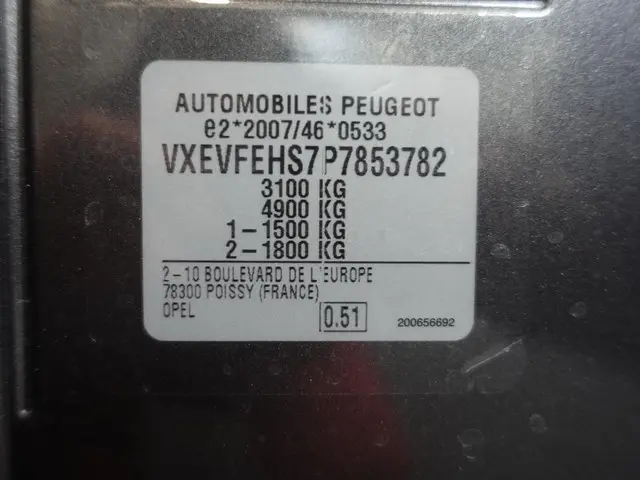 AUTOMOBILES PEUGEOT
e2*2007/46*0533
VXEVFEHS7P7853782
3100 KG
4900 KG
1-1500 KG
2-1800 KG
2-10 BOULEVARD DE L'EUROPE
78300 POISSY (FRANCE)
OPEL 0.51 200656692